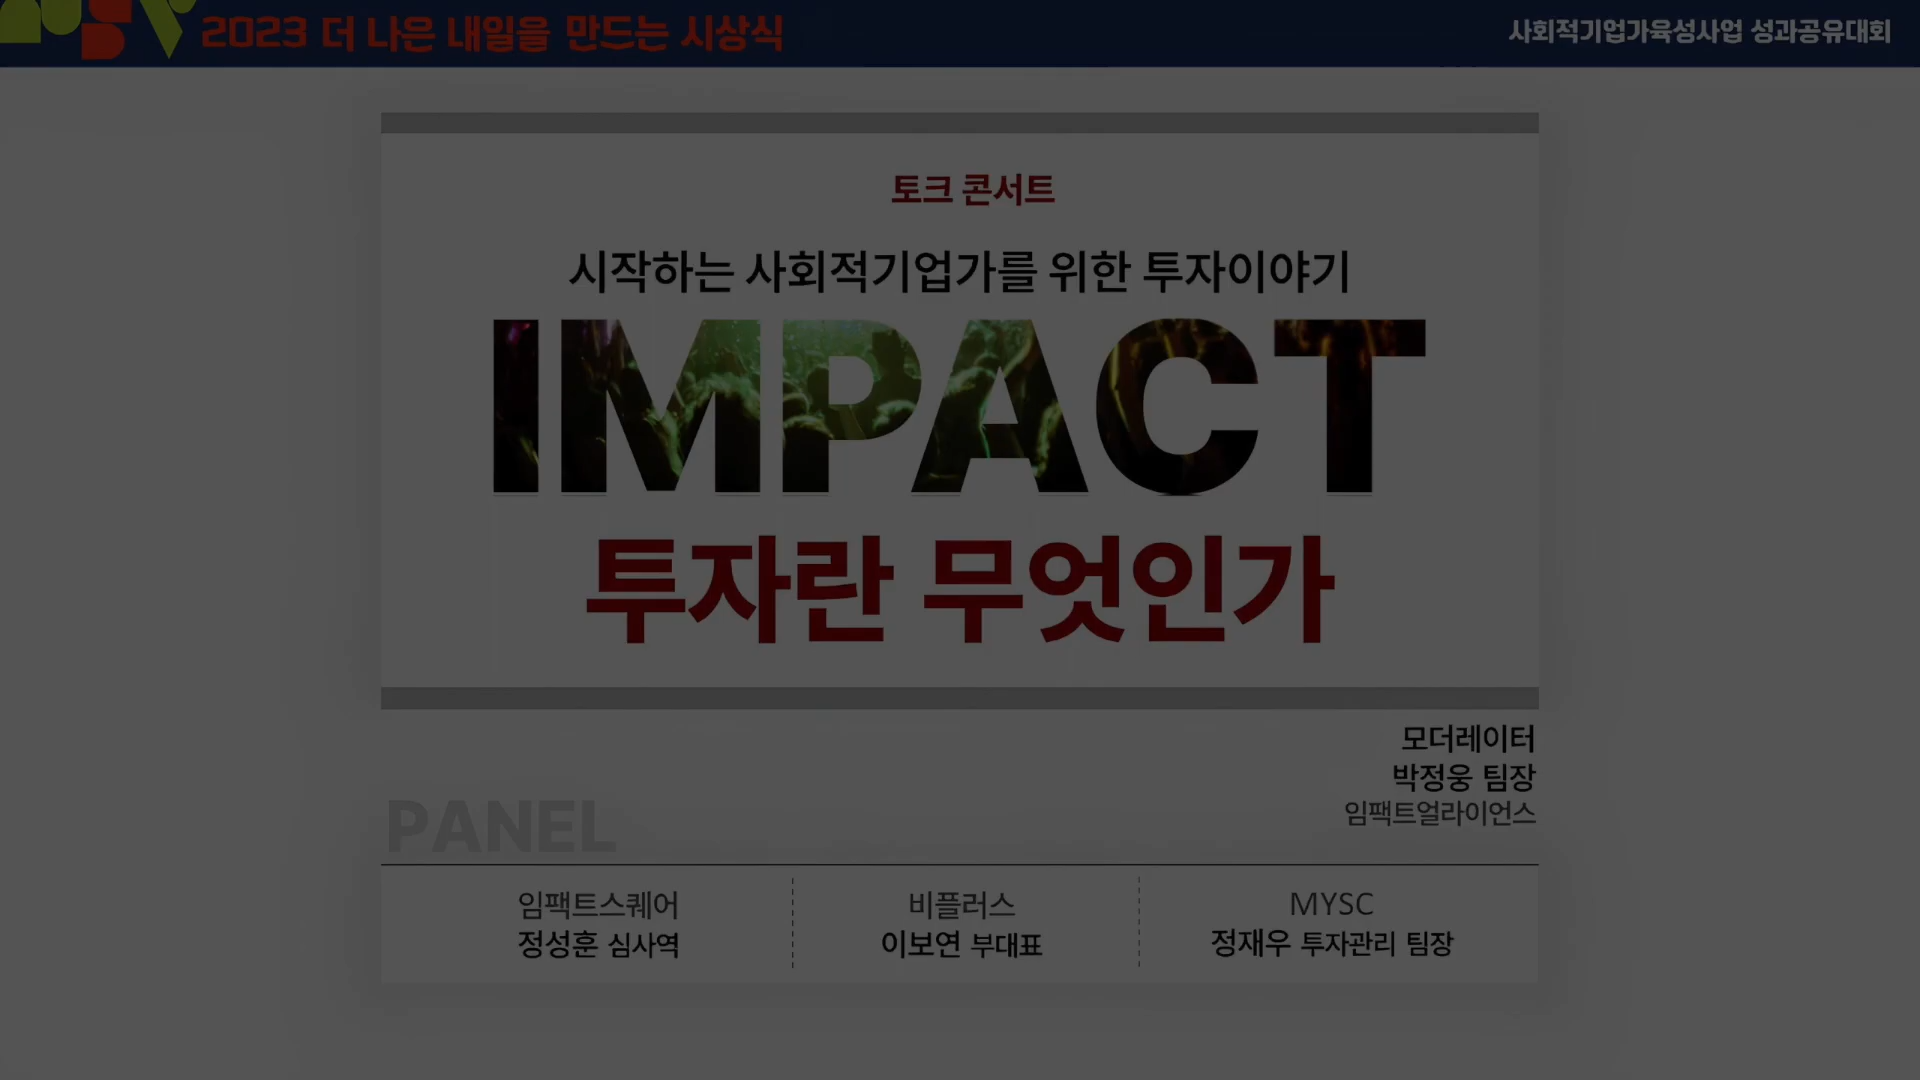 2023 더 나은 내일을 만드는 시상식
사회적기업가육성사업 성과공유대회
토크 콘서트
시작하는 사회적기업가를 위한 투자이야기
IMPACT
투자란 무엇인가
모더레이터
박정웅 팀장
임팩트얼라이언스
PANEL
임팩트스퀘어
정성훈 심사역
비플러스
이보연 부대표
MYSC
정재우 투자관리 팀장